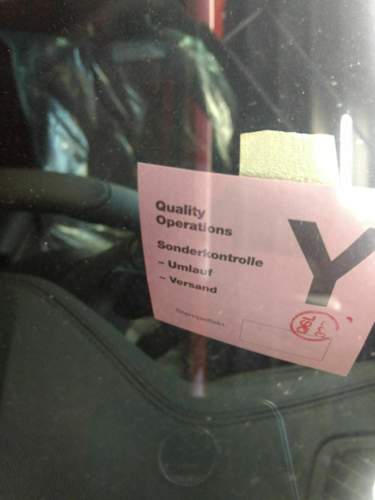 Quality
Operations
Sonderkontrolle
– Umlauf
– Versand
Y